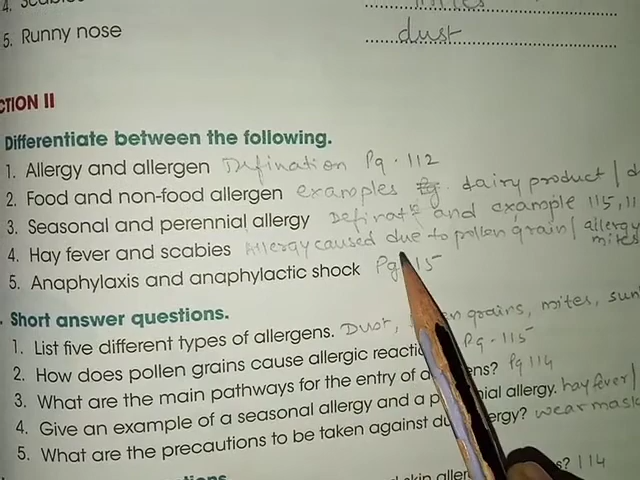 5. Runny nose dust
CTION II
Differentiate between the following.
1. Allergy and allergen Defination Pg. 112
2. Food and non-food allergen examples eg. dairy product /
3. Seasonal and perennial allergy and example 115, 11
4. Hay fever and scabies Allergy caused due to pollen grain / allergy mites
5. Anaphylaxis and anaphylactic shock
Short answer questions.
1. List five different types of allergens. Dust, grains, mites, sun
2. How does pollen grains cause allergic Pg - 115
3. What are the main pathways for the entry of Pg 114
4. Give an example of a seasonal allergy and a allergy. hay fever /
5. What are the precautions to be taken against wear mask
114